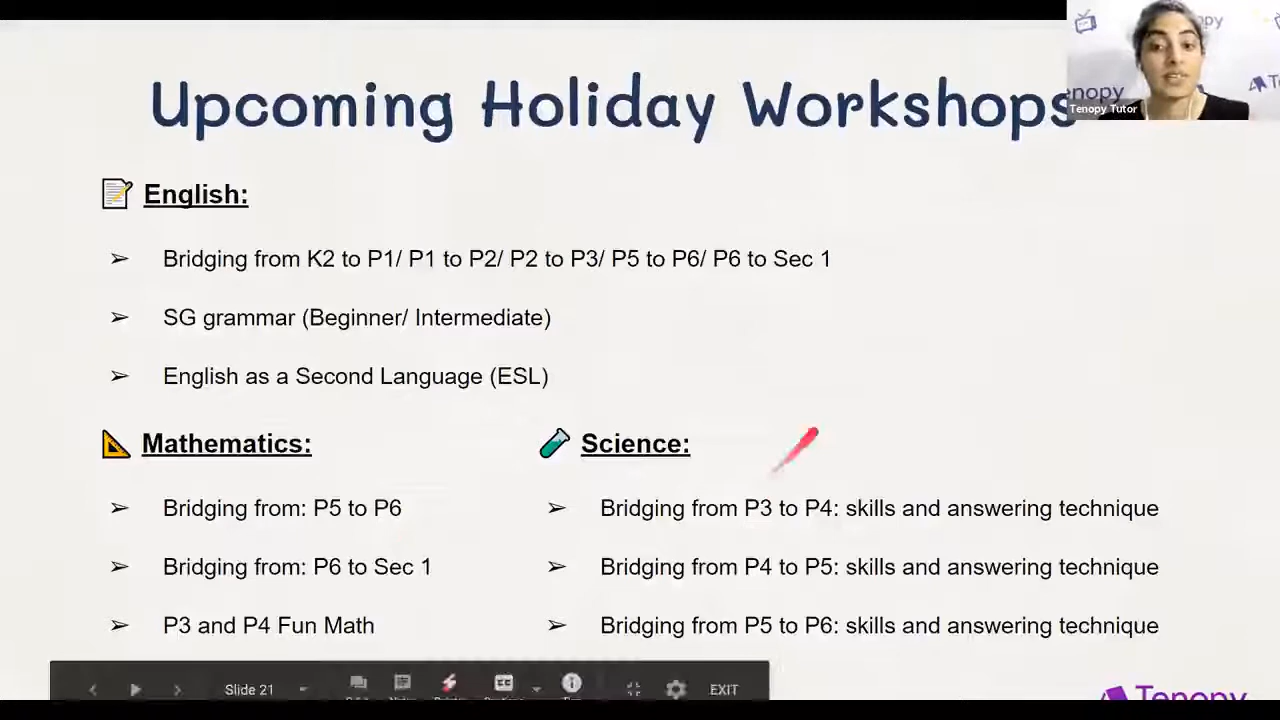 Upcoming Holiday Workshops
enopy
Tenopy Tutor
English:
➢ Bridging from K2 to P1/ P1 to P2/ P2 to P3/ P5 to P6/ P6 to Sec 1
➢ SG grammar (Beginner/ Intermediate)
➢ English as a Second Language (ESL)
Mathematics:
➢ Bridging from: P5 to P6
➢ Bridging from: P6 to Sec 1
➢ P3 and P4 Fun Math
Science:
➢ Bridging from P3 to P4: skills and answering technique
➢ Bridging from P4 to P5: skills and answering technique
➢ Bridging from P5 to P6: skills and answering technique
Slide 21
CC
EXIT
Tenopy